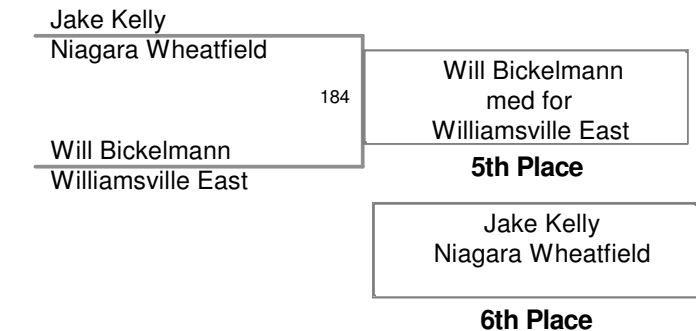 Jake Kelly
Niagara Wheatfield
184
Will Bickelmann
Williamsville East
Will Bickelmann
med for
Williamsville East
5th Place
Jake Kelly
Niagara Wheatfield
6th Place